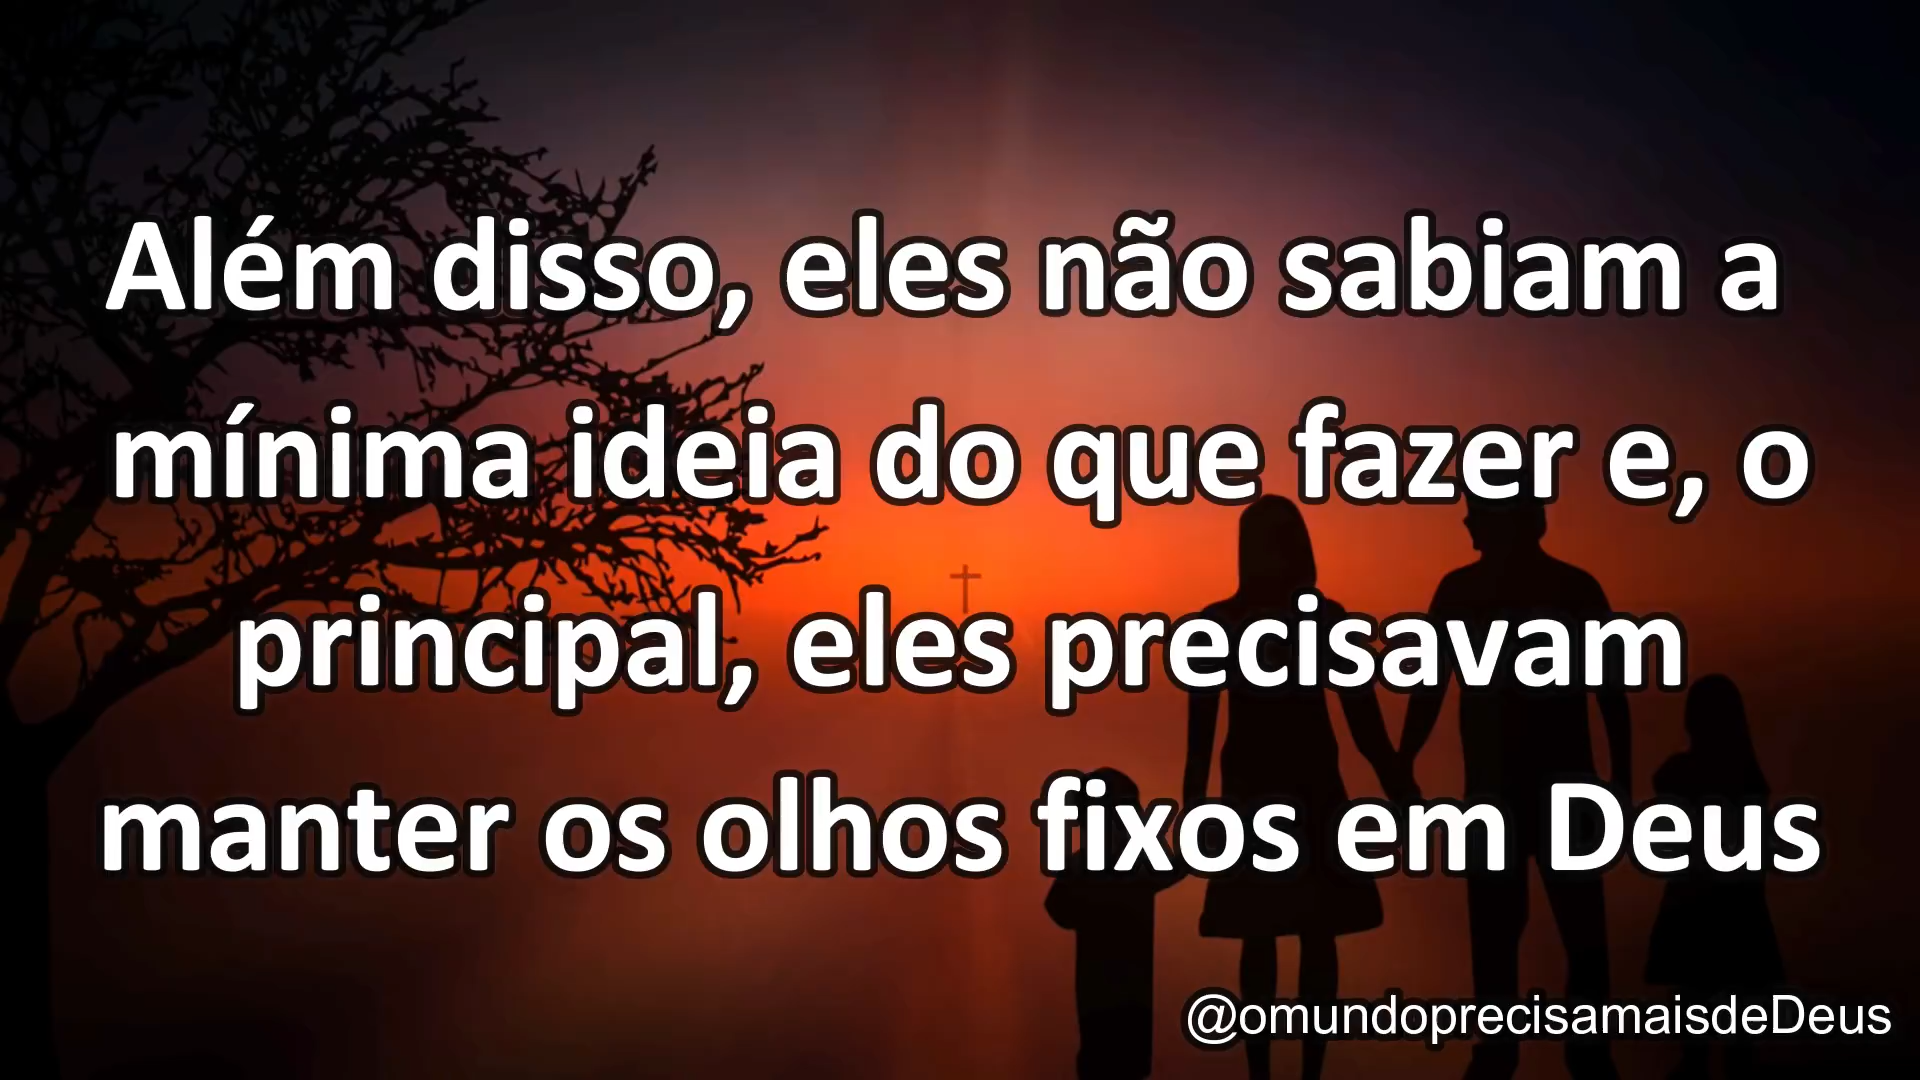 Além disso, eles não sabiam a
mínima ideia do que fazer e, o
principal, eles precisavam
manter os olhos fixos em Deus
@omundoprecisamaisdeDeus